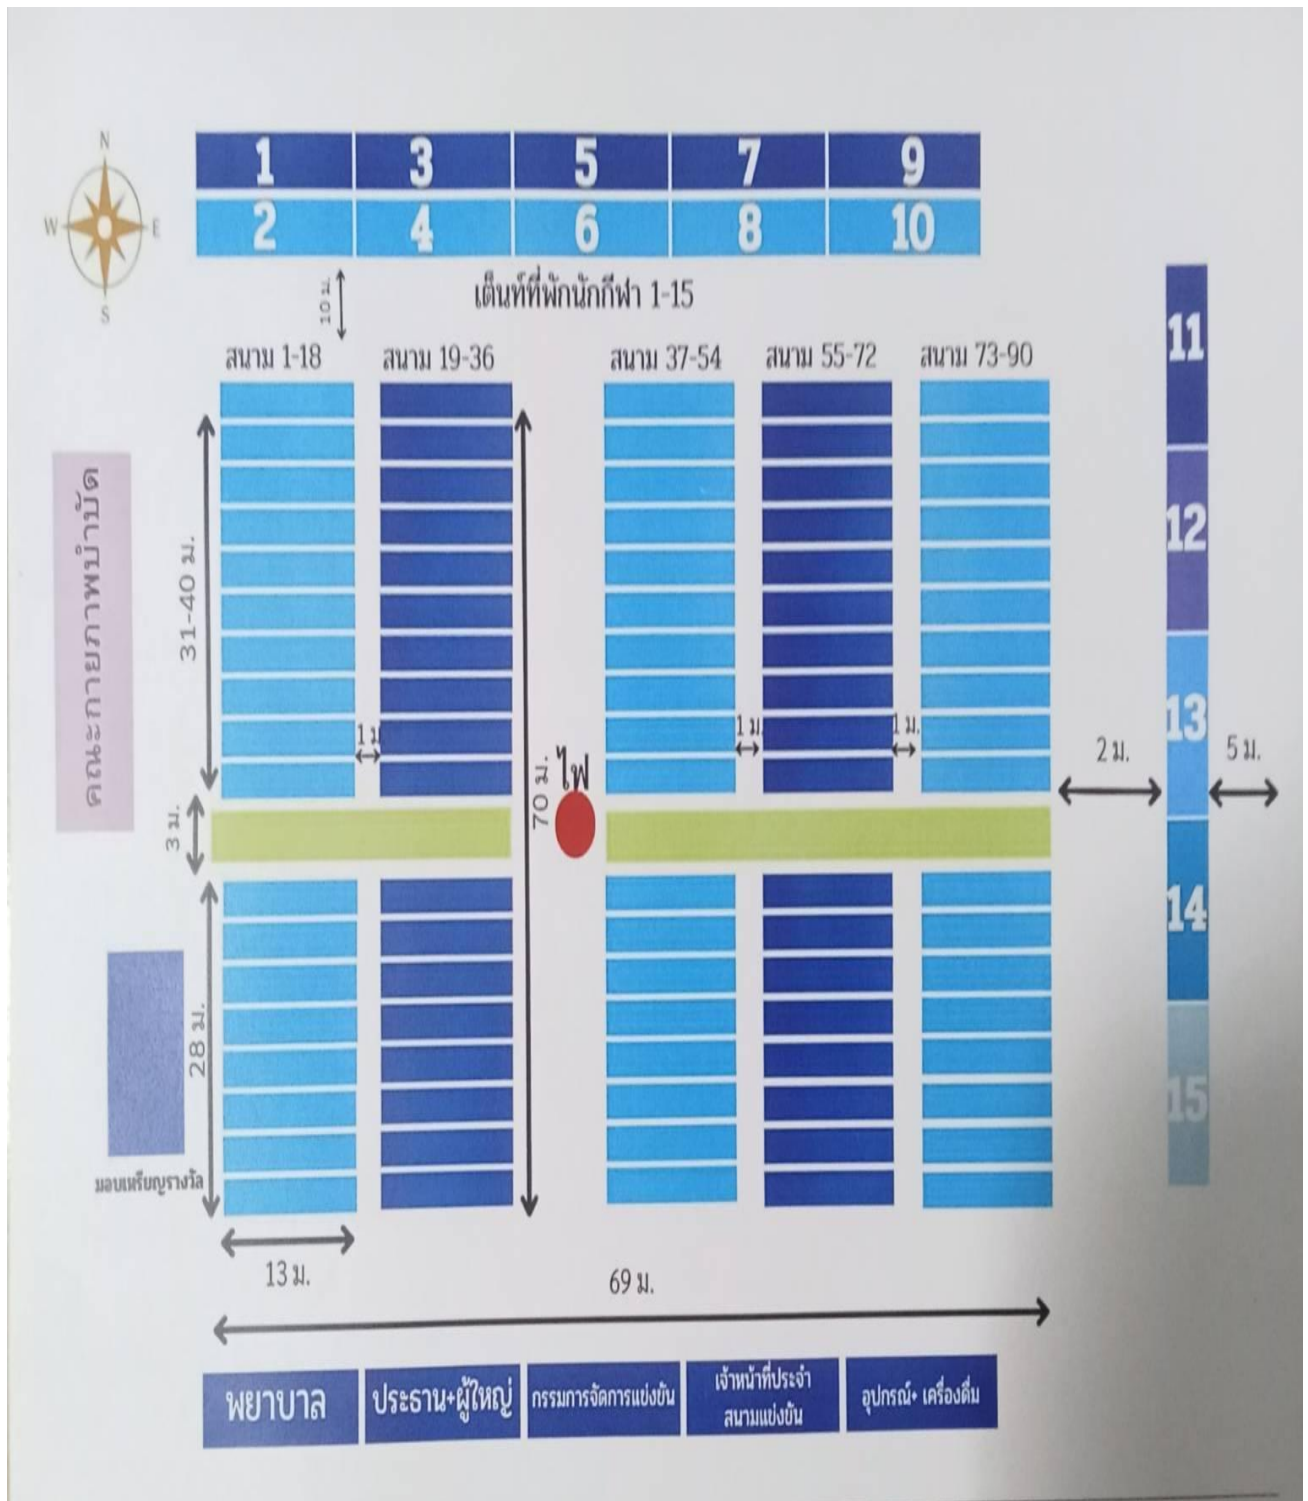 N
W E
S
1 3 5 7 9
2 4 6 8 10
10 ม.
เต็นท์ที่พักนักกีฬา 1-15
สนาม 1-18 สนาม 19-36 สนาม 37-54 สนาม 55-72 สนาม 73-90
11
12
13
14
15
คณะกายภาพบำบัด
31-40 ม.
1 ม
70 ม.
ไฟ
1 ม.
1 ม.
2 ม.
5 ม.
3 ม.
28 ม.
มอบเหรียญรางวัล
13 ม.
69 ม.
พยาบาล
ประธาน+ผู้ใหญ่
กรรมการจัดการแข่งขัน
เจ้าหน้าที่ประจำ
สนามแข่งขัน
อุปกรณ์+ เครื่องดื่ม